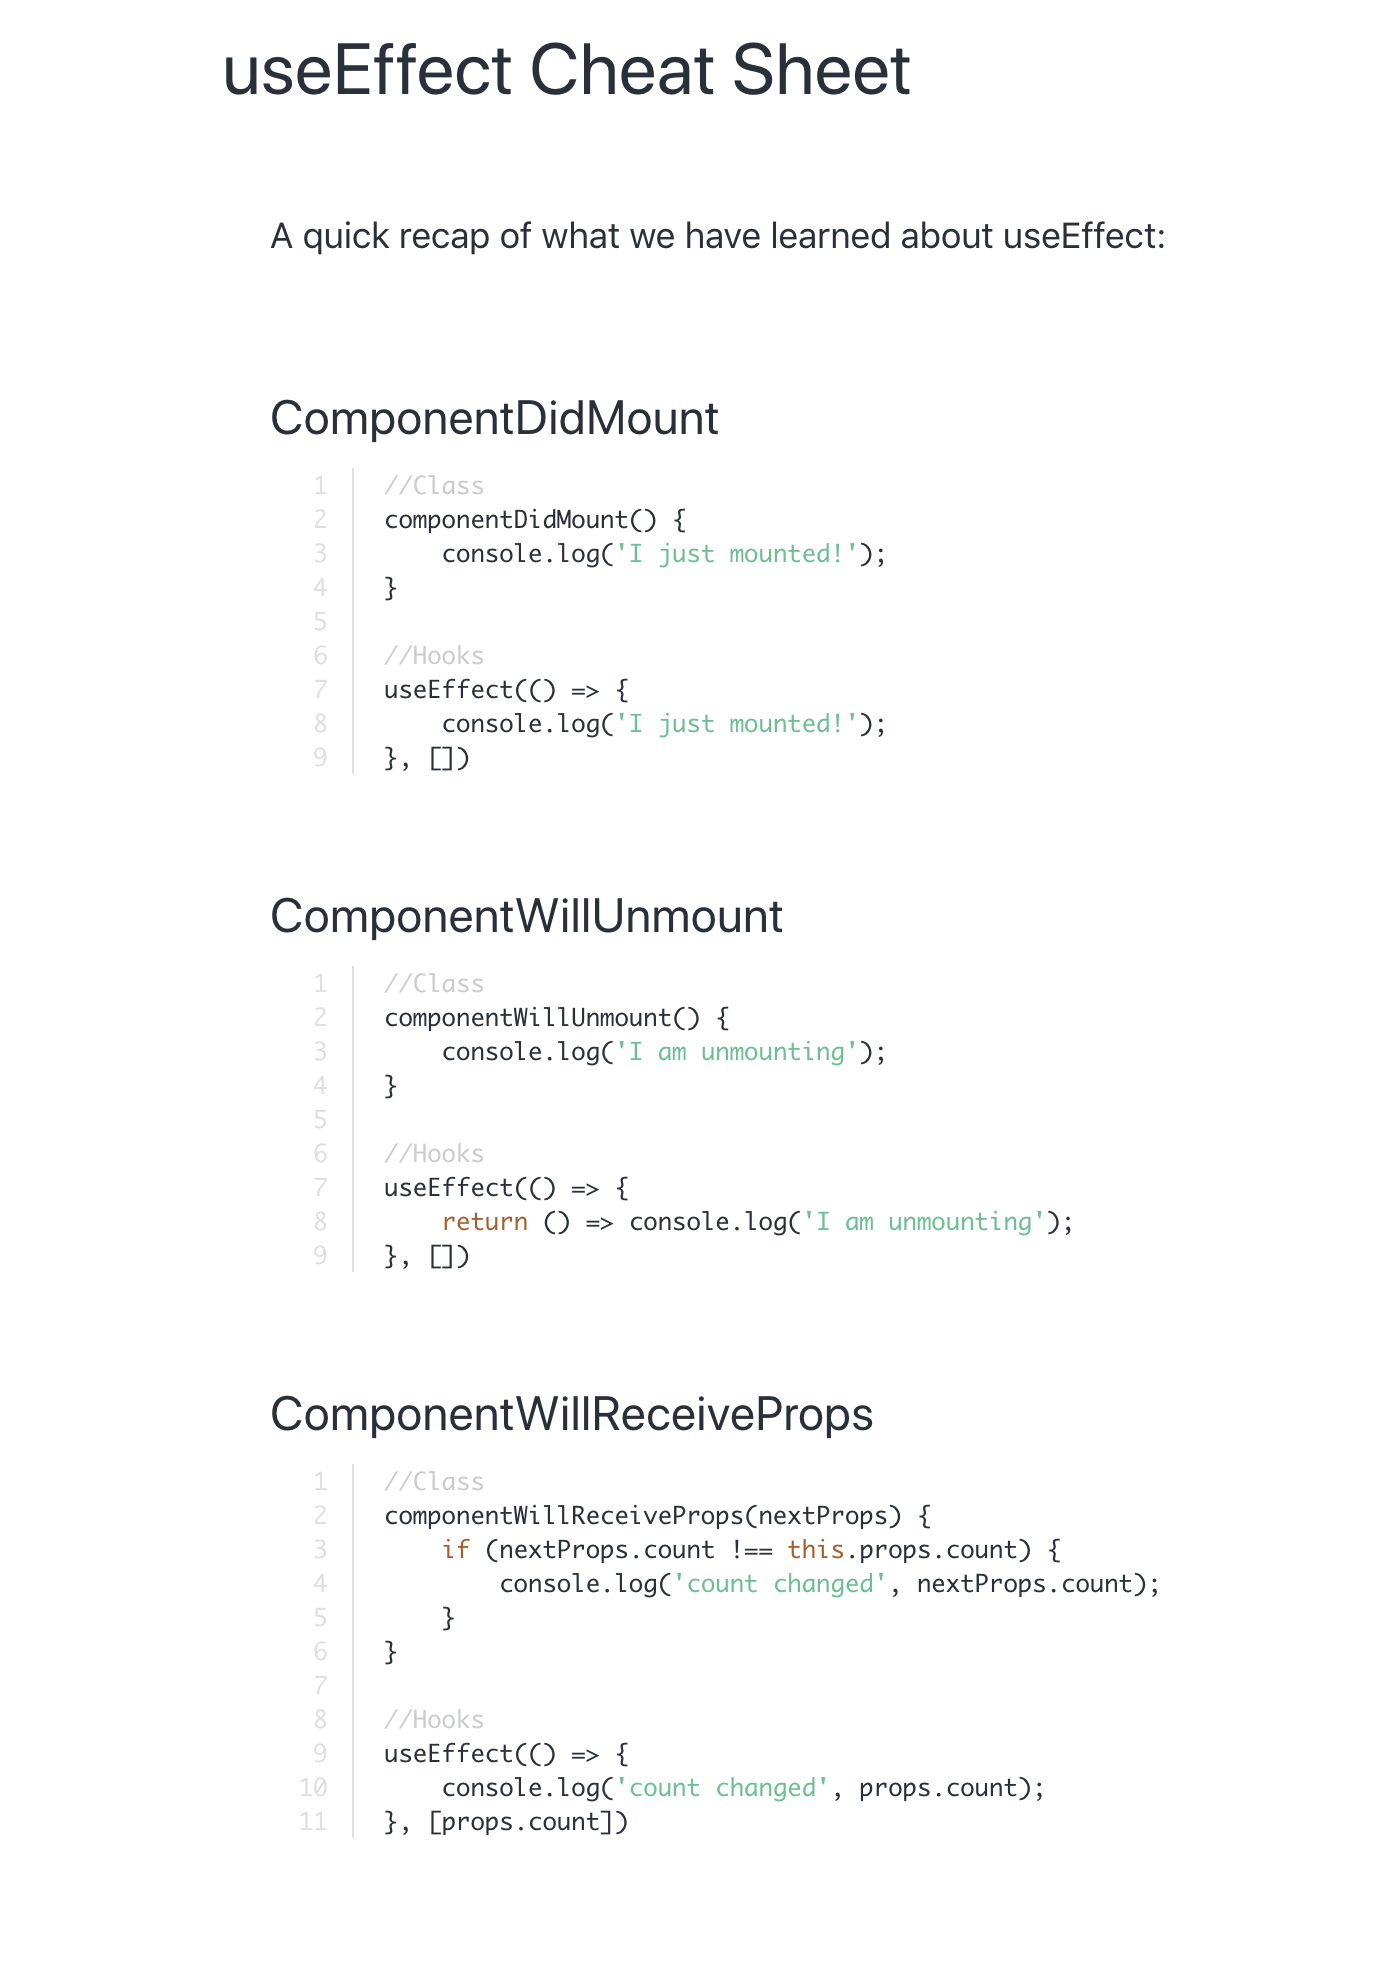 useEffect Cheat Sheet
A quick recap of what we have learned about useEffect:
ComponentDidMount
1 //Class
2 componentDidMount() {
3     console.log('I just mounted!');
4 }
5
6 //Hooks
7 useEffect(() => {
8     console.log('I just mounted!');
9 }, [])
ComponentWillUnmount
1 //Class
2 componentWillUnmount() {
3     console.log('I am unmounting');
4 }
5
6 //Hooks
7 useEffect(() => {
8     return () => console.log('I am unmounting');
9 }, [])
ComponentWillReceiveProps
1 //Class
2 componentWillReceiveProps(nextProps) {
3     if (nextProps.count !== this.props.count) {
4         console.log('count changed', nextProps.count);
5     }
6 }
7
8 //Hooks
9 useEffect(() => {
10     console.log('count changed', props.count);
11 }, [props.count])